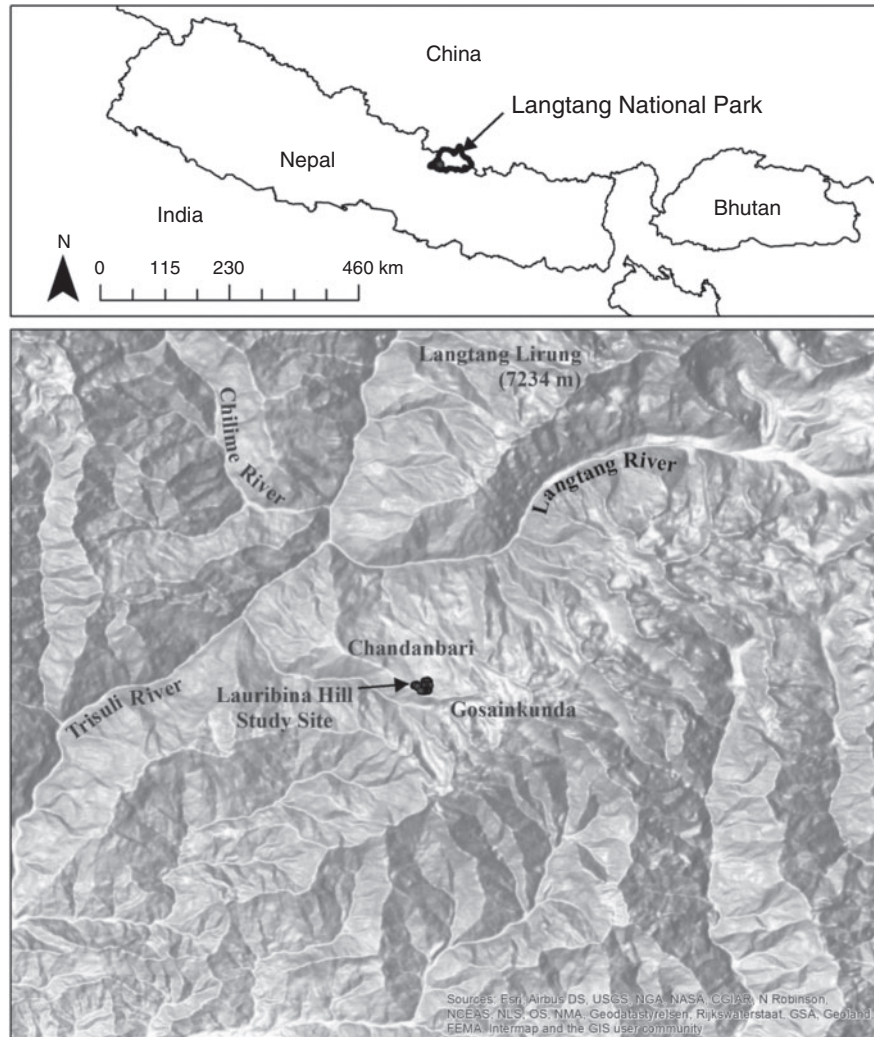 China
Langtang National Park
Nepal
India
Bhutan
N
0 115 230 460 km
Langtang Lirung
(7234 m)
Chilime River
Langtang River
Chandanbari
Trisuli River
Lauribina Hill
Study Site
Gosainkunda
Sources: Esri, Airbus DS, USGS, NGA, NASA, CGIAR, N Robinson,
NCEAS, NLS, OS, NMA, Geodatastyrelsen, Rijkswaterstaat, GSA, Geoland
FEMA, Intermap and the GIS user community